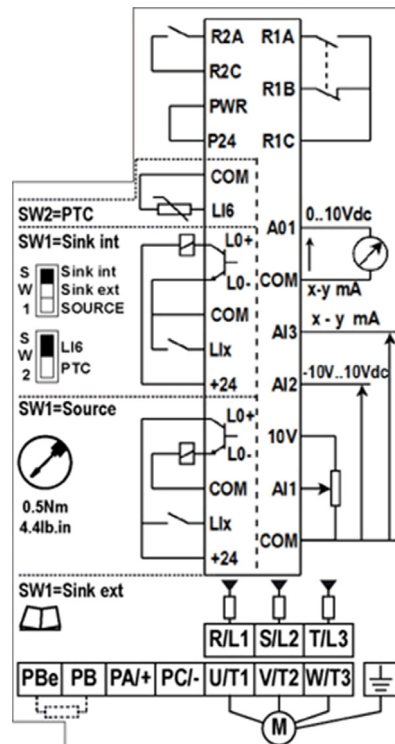 R2A R1A
R2C
R1B
PWR
P24 R1C
COM
SW2=PTC
LI6
A01
0..10Vdc
SW1=Sink int
L0+
L0-
COM
x-y mA
S
W
1
Sink int
Sink ext
SOURCE
COM
x - y mA
AI3
LIx
S
W
2
LI6
PTC
+24
AI2
-10V..10Vdc
SW1=Source
L0+
10V
L0-
COM
AI1
0.5Nm
4.4lb.in
LIx
COM
+24
SW1=Sink ext
R/L1 S/L2 T/L3
PBe PB PA/+ PC/- U/T1 V/T2 W/T3
M